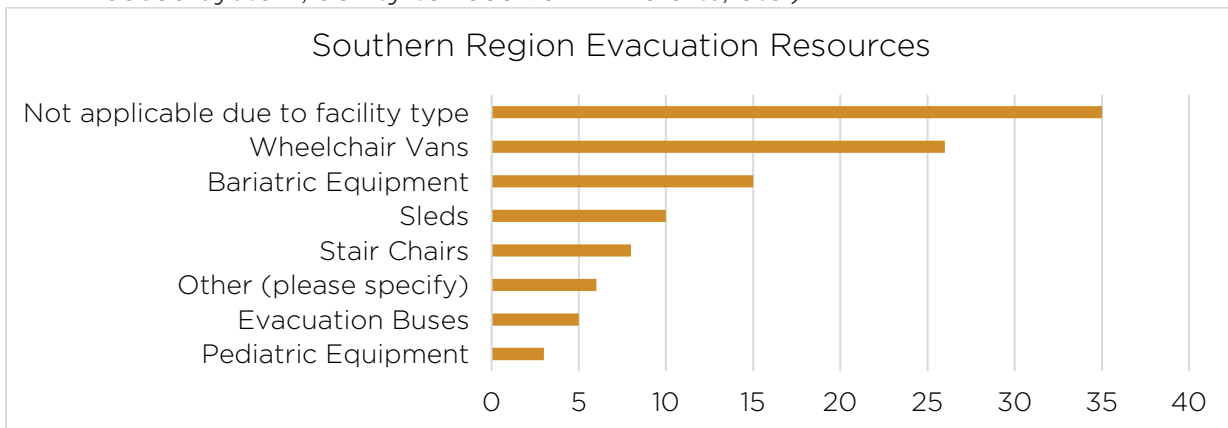 Southern Region Evacuation Resources
Not applicable due to facility type
Wheelchair Vans
Bariatric Equipment
Sleds
Stair Chairs
Other (please specify)
Evacuation Buses
Pediatric Equipment
0 5 10 15 20 25 30 35 40